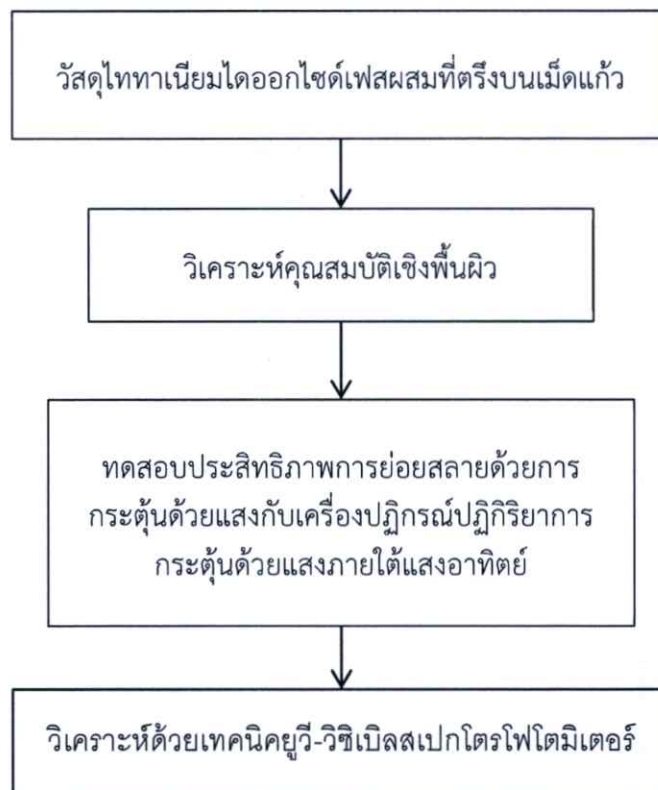 วัสดุไททาเนียมไดออกไซด์เฟสผสมที่ตรึงบนเม็ดแก้ว
วิเคราะห์คุณสมบัติเชิงพื้นผิว
ทดสอบประสิทธิภาพการย่อยสลายด้วยการ
กระตุ้นด้วยแสงกับเครื่องปฏิกรณ์ปฏิกิริยาการ
กระตุ้นด้วยแสงภายใต้แสงอาทิตย์
วิเคราะห์ด้วยเทคนิคยูวี-วิซิเบิลสเปกโตรโฟโตมิเตอร์